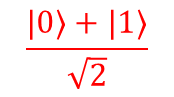 |0⟩ + |1⟩
√2